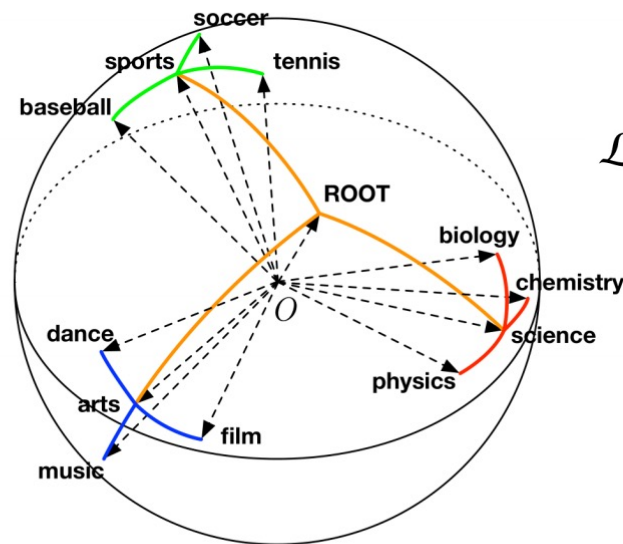 soccer
sports
tennis
baseball
ROOT
ℒ
biology
chemistry
O
science
dance
physics
arts
film
music